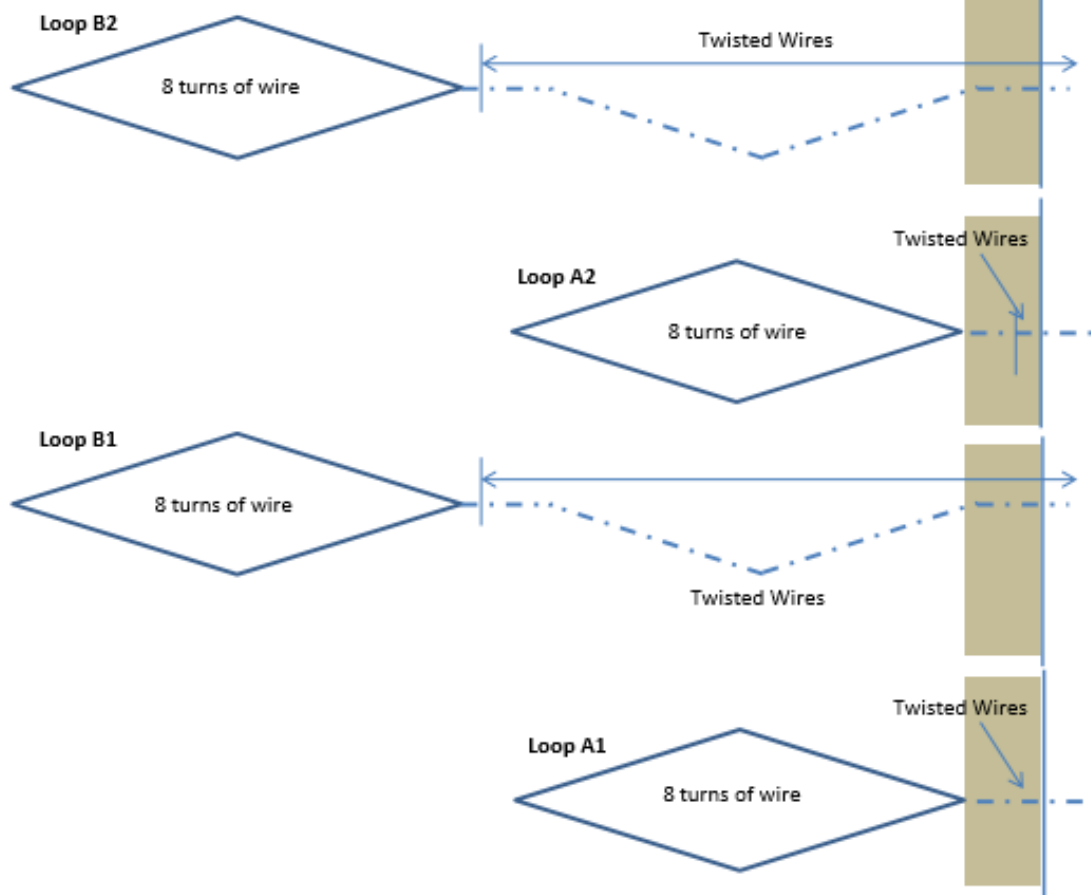 Loop B2
Twisted Wires
8 turns of wire
Twisted Wires
Loop A2
8 turns of wire
Loop B1
8 turns of wire
Twisted Wires
Twisted Wires
Loop A1
8 turns of wire